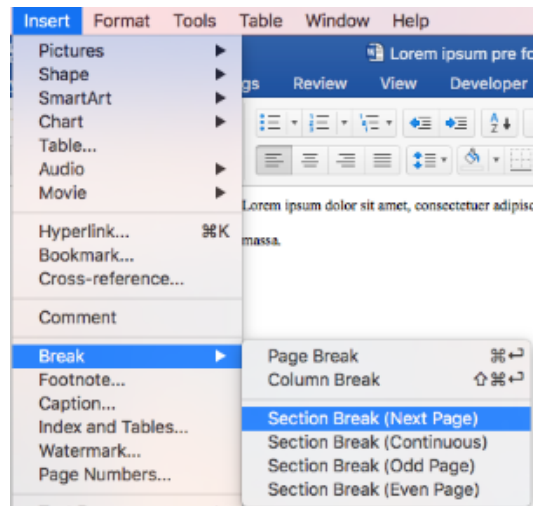 Insert Format Tools Table Window Help
Pictures
Lorem ipsum pre fo
Shape
gs Review View Developer
SmartArt
Chart
Table...
Audio
Movie
Lorem ipsum dolor sit amet, consectetuer adipisc
massa.
Hyperlink... ⌘K
Bookmark...
Cross-reference...
Comment
Break
Footnote...
Caption...
Index and Tables...
Watermark...
Page Numbers...
Page Break ⌘↩
Column Break ⇧⌘↩
Section Break (Next Page)
Section Break (Continuous)
Section Break (Odd Page)
Section Break (Even Page)